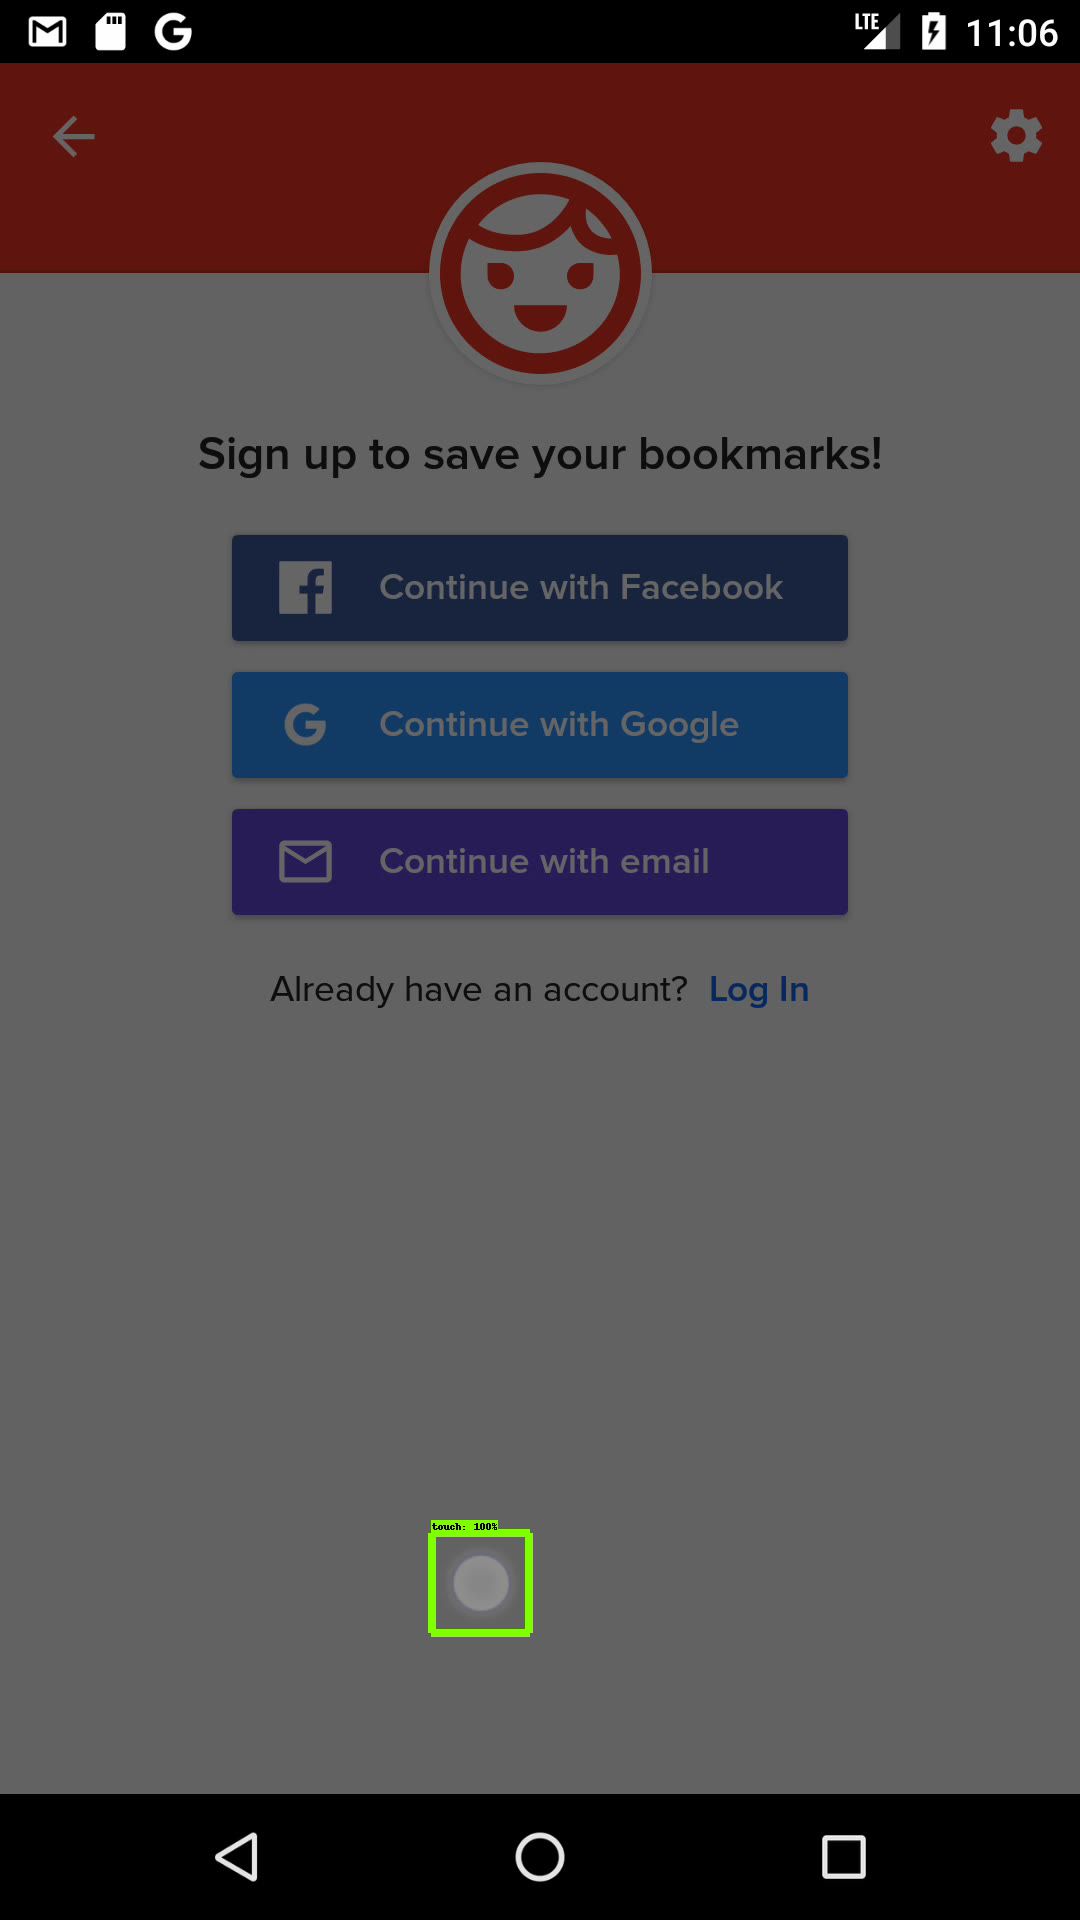 LTE 11:06
Sign up to save your bookmarks!
Continue with Facebook
Continue with Google
Continue with email
Already have an account? Log In
touch: 100%